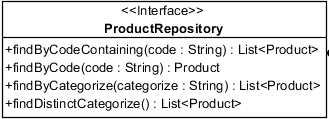 <<Interface>>
ProductRepository
+findByCodeContaining(code : String) : List<Product>
+findByCode(code : String) : Product
+findByCategorize(categorize : String) : List<Product>
+findDistinctCategorize() : List<Product>